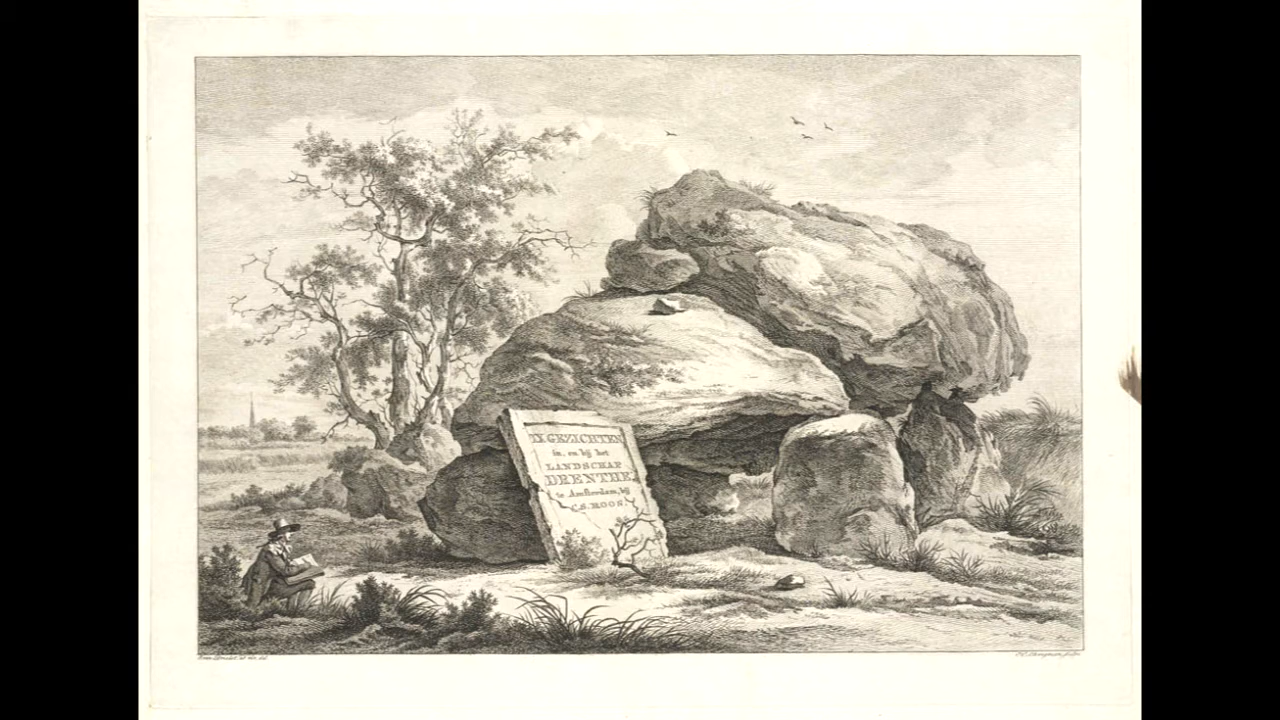 IX GEZICHTEN
in, en bij het
LANDSCHAP
DRENTHE,
te Amsterdam, bij
C.S. ROOS.